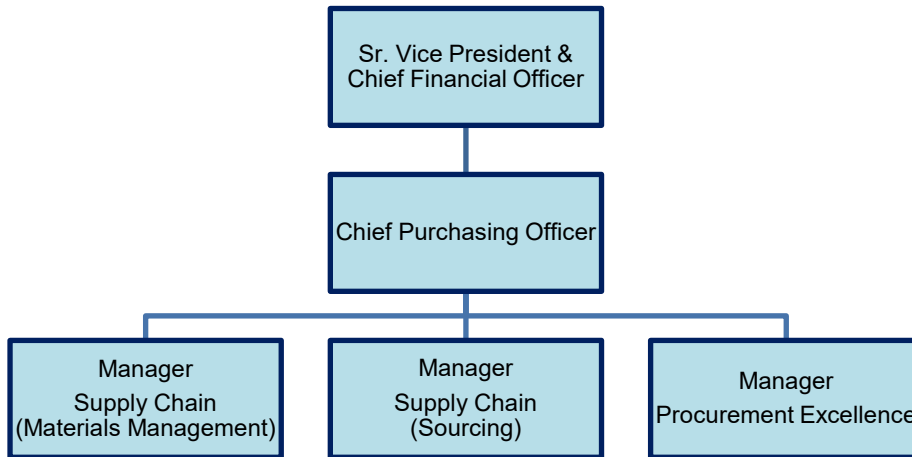 Sr. Vice President &
Chief Financial Officer
Chief Purchasing Officer
Manager
Supply Chain
(Materials Management)
Manager
Supply Chain
(Sourcing)
Manager
Procurement Excellence